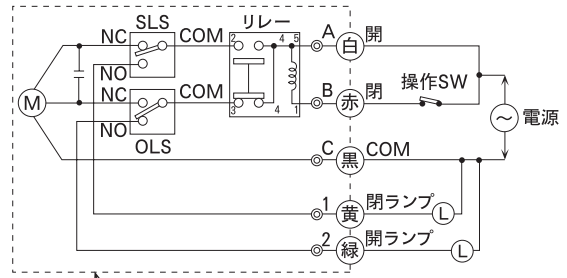 SLS リレー
NC COM 2 4 5 A 白 開
NO
B 赤 閉 操作SW
M NC COM 3 4 1
NO
OLS
～ 電源
C 黒 COM
1 黄 閉ランプ L
2 緑 開ランプ L